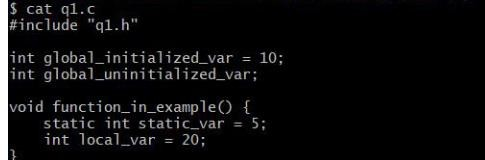 $ cat q1.c
#include "q1.h"
int global_initialized_var = 10;
int global_uninitialized_var;
void function_in_example() {
static int static_var = 5;
int local_var = 20;
}